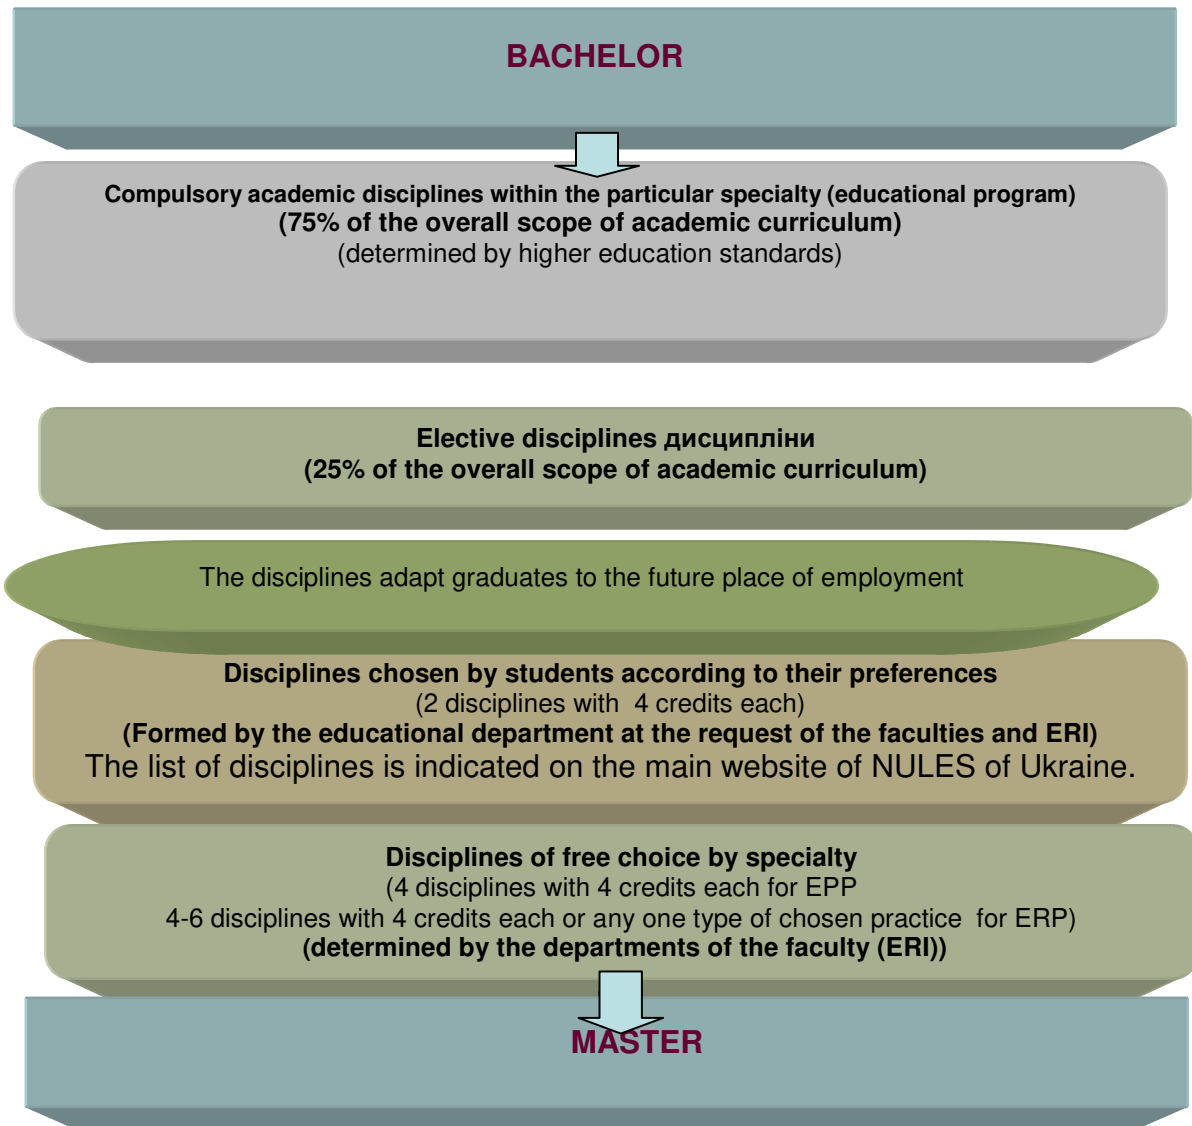 BACHELOR
Compulsory academic disciplines within the particular specialty (educational program)
(75% of the overall scope of academic curriculum)
(determined by higher education standards)
Elective disciplines дисципліни
(25% of the overall scope of academic curriculum)
The disciplines adapt graduates to the future place of employment
Disciplines chosen by students according to their preferences
(2 disciplines with 4 credits each)
(Formed by the educational department at the request of the faculties and ERI)
The list of disciplines is indicated on the main website of NULES of Ukraine.
Disciplines of free choice by specialty
(4 disciplines with 4 credits each for EPP
4-6 disciplines with 4 credits each or any one type of chosen practice for ERP)
(determined by the departments of the faculty (ERI))
MASTER